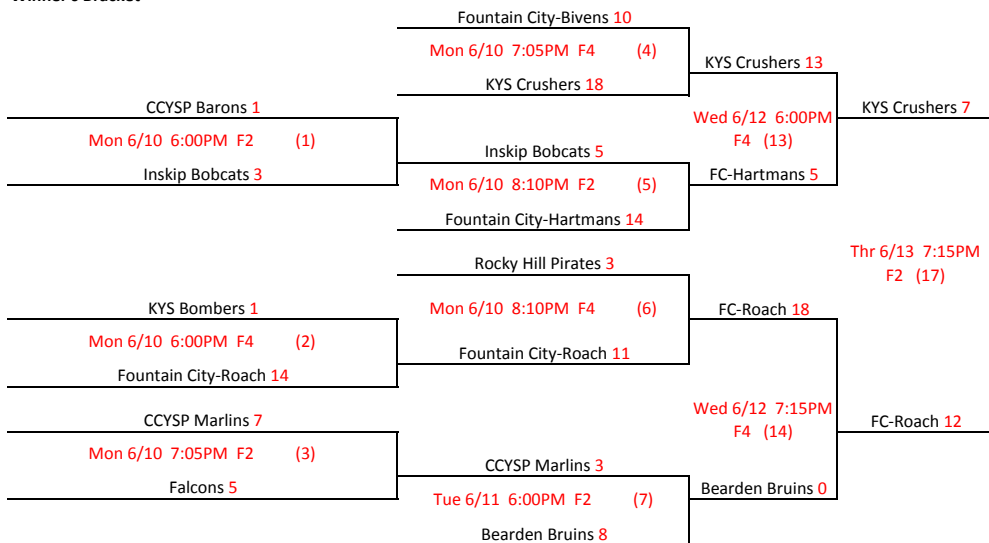 Fountain City-Bivens 10
Mon 6/10 7:05PM F4 (4)
KYS Crushers 13
KYS Crushers 18
CCYSP Barons 1
KYS Crushers 7
Wed 6/12 6:00PM
F4 (13)
Mon 6/10 6:00PM F2 (1)
Inskip Bobcats 5
Inskip Bobcats 3
Mon 6/10 8:10PM F2 (5)
FC-Hartmans 5
Fountain City-Hartmans 14
Rocky Hill Pirates 3
Thr 6/13 7:15PM
F2 (17)
KYS Bombers 1
Mon 6/10 8:10PM F4 (6)
FC-Roach 18
Mon 6/10 6:00PM F4 (2)
Fountain City-Roach 11
Fountain City-Roach 14
CCYSP Marlins 7
Wed 6/12 7:15PM
F4 (14)
FC-Roach 12
Mon 6/10 7:05PM F2 (3)
CCYSP Marlins 3
Falcons 5
Bearden Bruins 0
Tue 6/11 6:00PM F2 (7)
Bearden Bruins 8